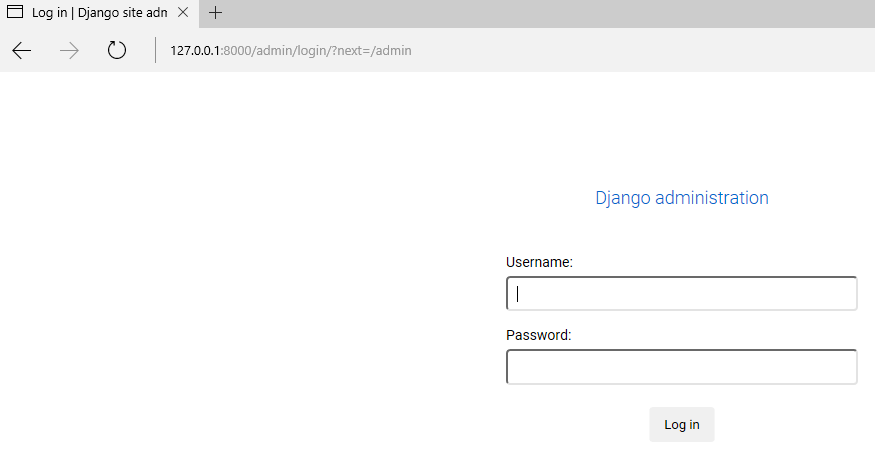 Log in | Django site adn
127.0.0.1:8000/admin/login/?next=/admin
Django administration
Username:
Password:
Log in